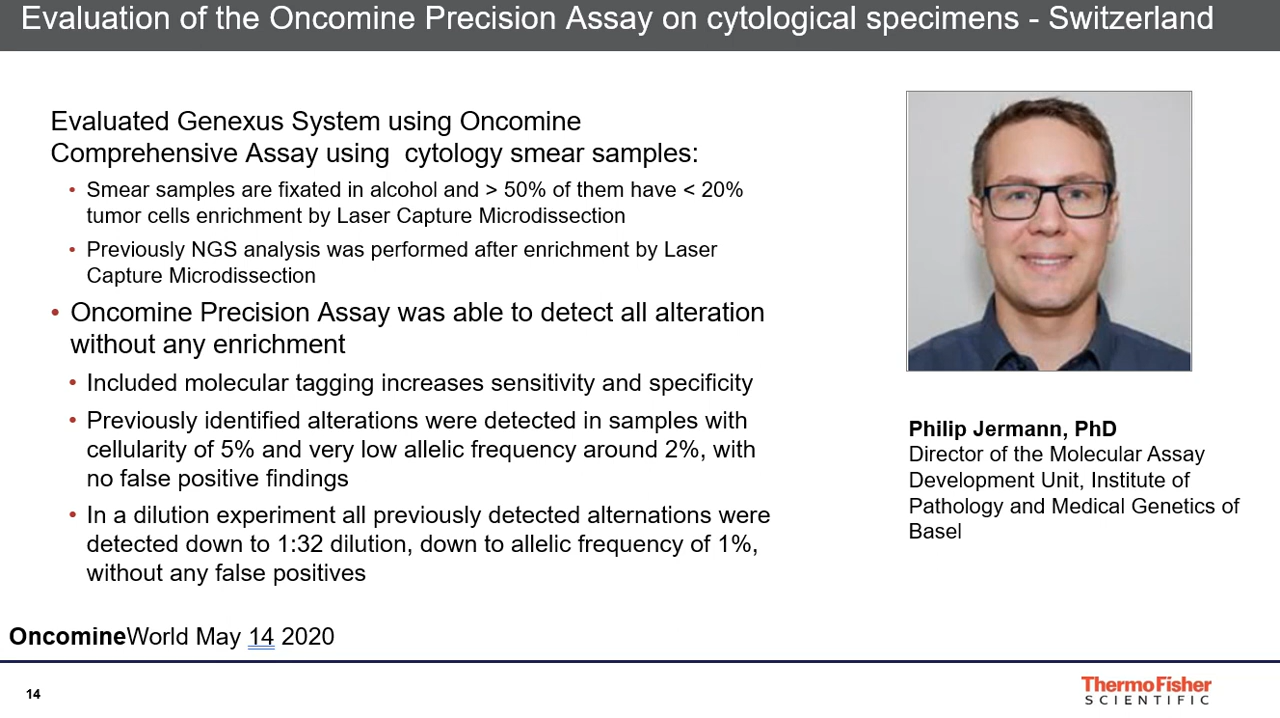 Evaluation of the Oncomine Precision Assay on cytological specimens - Switzerland
Evaluated Genexus System using Oncomine
Comprehensive Assay using  cytology smear samples:
• Smear samples are fixated in alcohol and > 50% of them have < 20%
tumor cells enrichment by Laser Capture Microdissection
• Previously NGS analysis was performed after enrichment by Laser
Capture Microdissection
• Oncomine Precision Assay was able to detect all alteration
without any enrichment
• Included molecular tagging increases sensitivity and specificity
• Previously identified alterations were detected in samples with
cellularity of 5% and very low allelic frequency around 2%, with
no false positive findings
• In a dilution experiment all previously detected alternations were
detected down to 1:32 dilution, down to allelic frequency of 1%,
without any false positives
Philip Jermann, PhD
Director of the Molecular Assay
Development Unit, Institute of
Pathology and Medical Genetics of
Basel
OncomineWorld May 14 2020
14
ThermoFisher
SCIENTIFIC